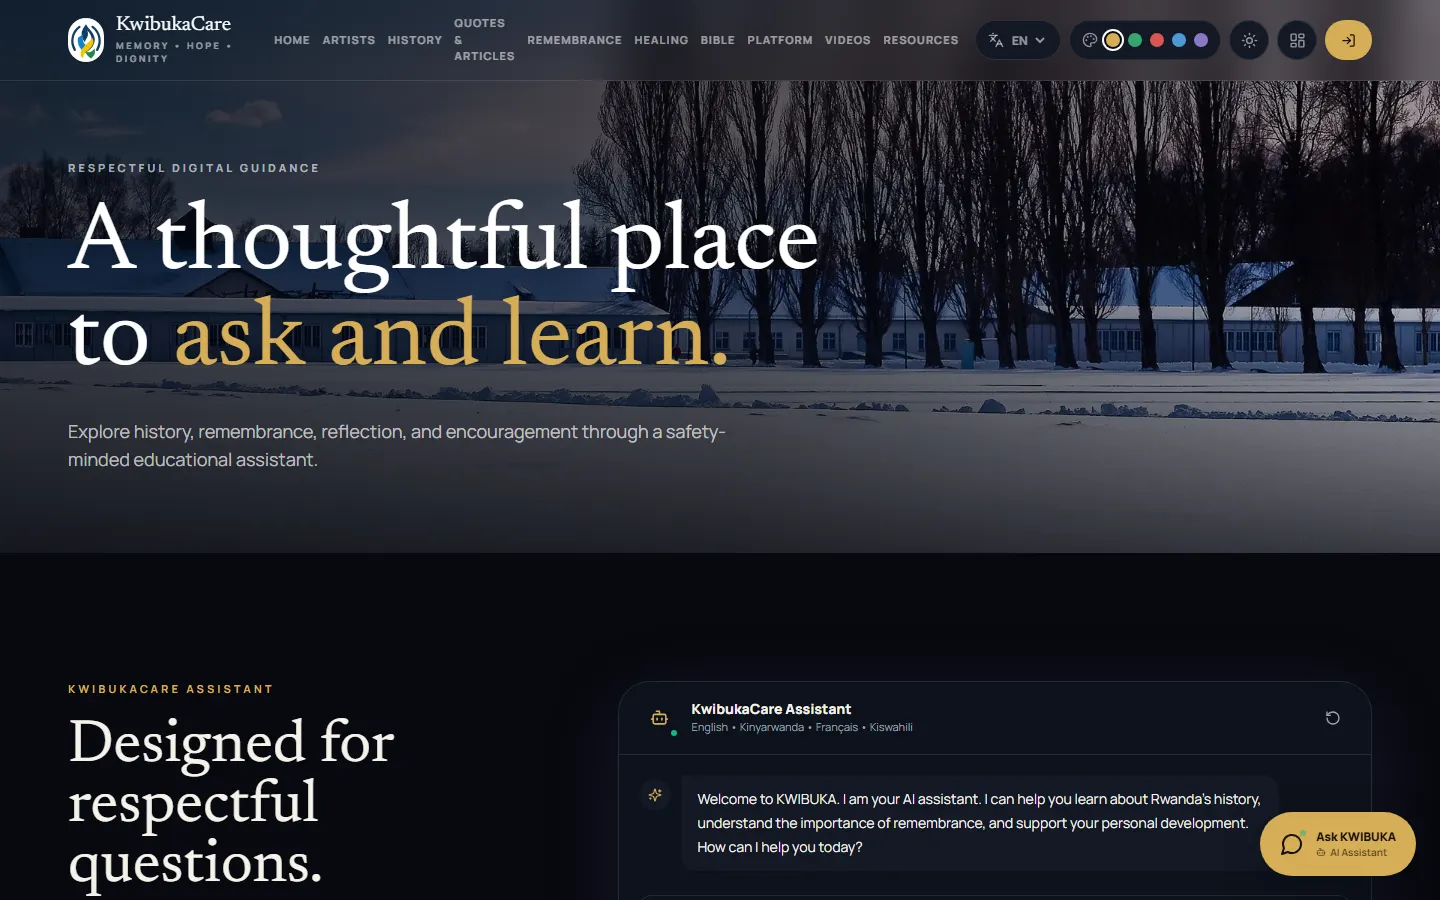 KwibukaCare
MEMORY • HOPE •
DIGNITY
HOME
ARTISTS
HISTORY
QUOTES
&
ARTICLES
REMEMBRANCE
HEALING
BIBLE
PLATFORM
VIDEOS
RESOURCES
EN
RESPECTFUL DIGITAL GUIDANCE
A thoughtful place
to ask and learn.
Explore history, remembrance, reflection, and encouragement through a safety-
minded educational assistant.
KWIBUKACARE ASSISTANT
Designed for
respectful
questions.
KwibukaCare Assistant
English • Kinyarwanda • Français • Kiswahili
Welcome to KWIBUKA. I am your AI assistant. I can help you learn about Rwanda's history,
understand the importance of remembrance, and support your personal development.
How can I help you today?
Ask KWIBUKA
AI Assistant